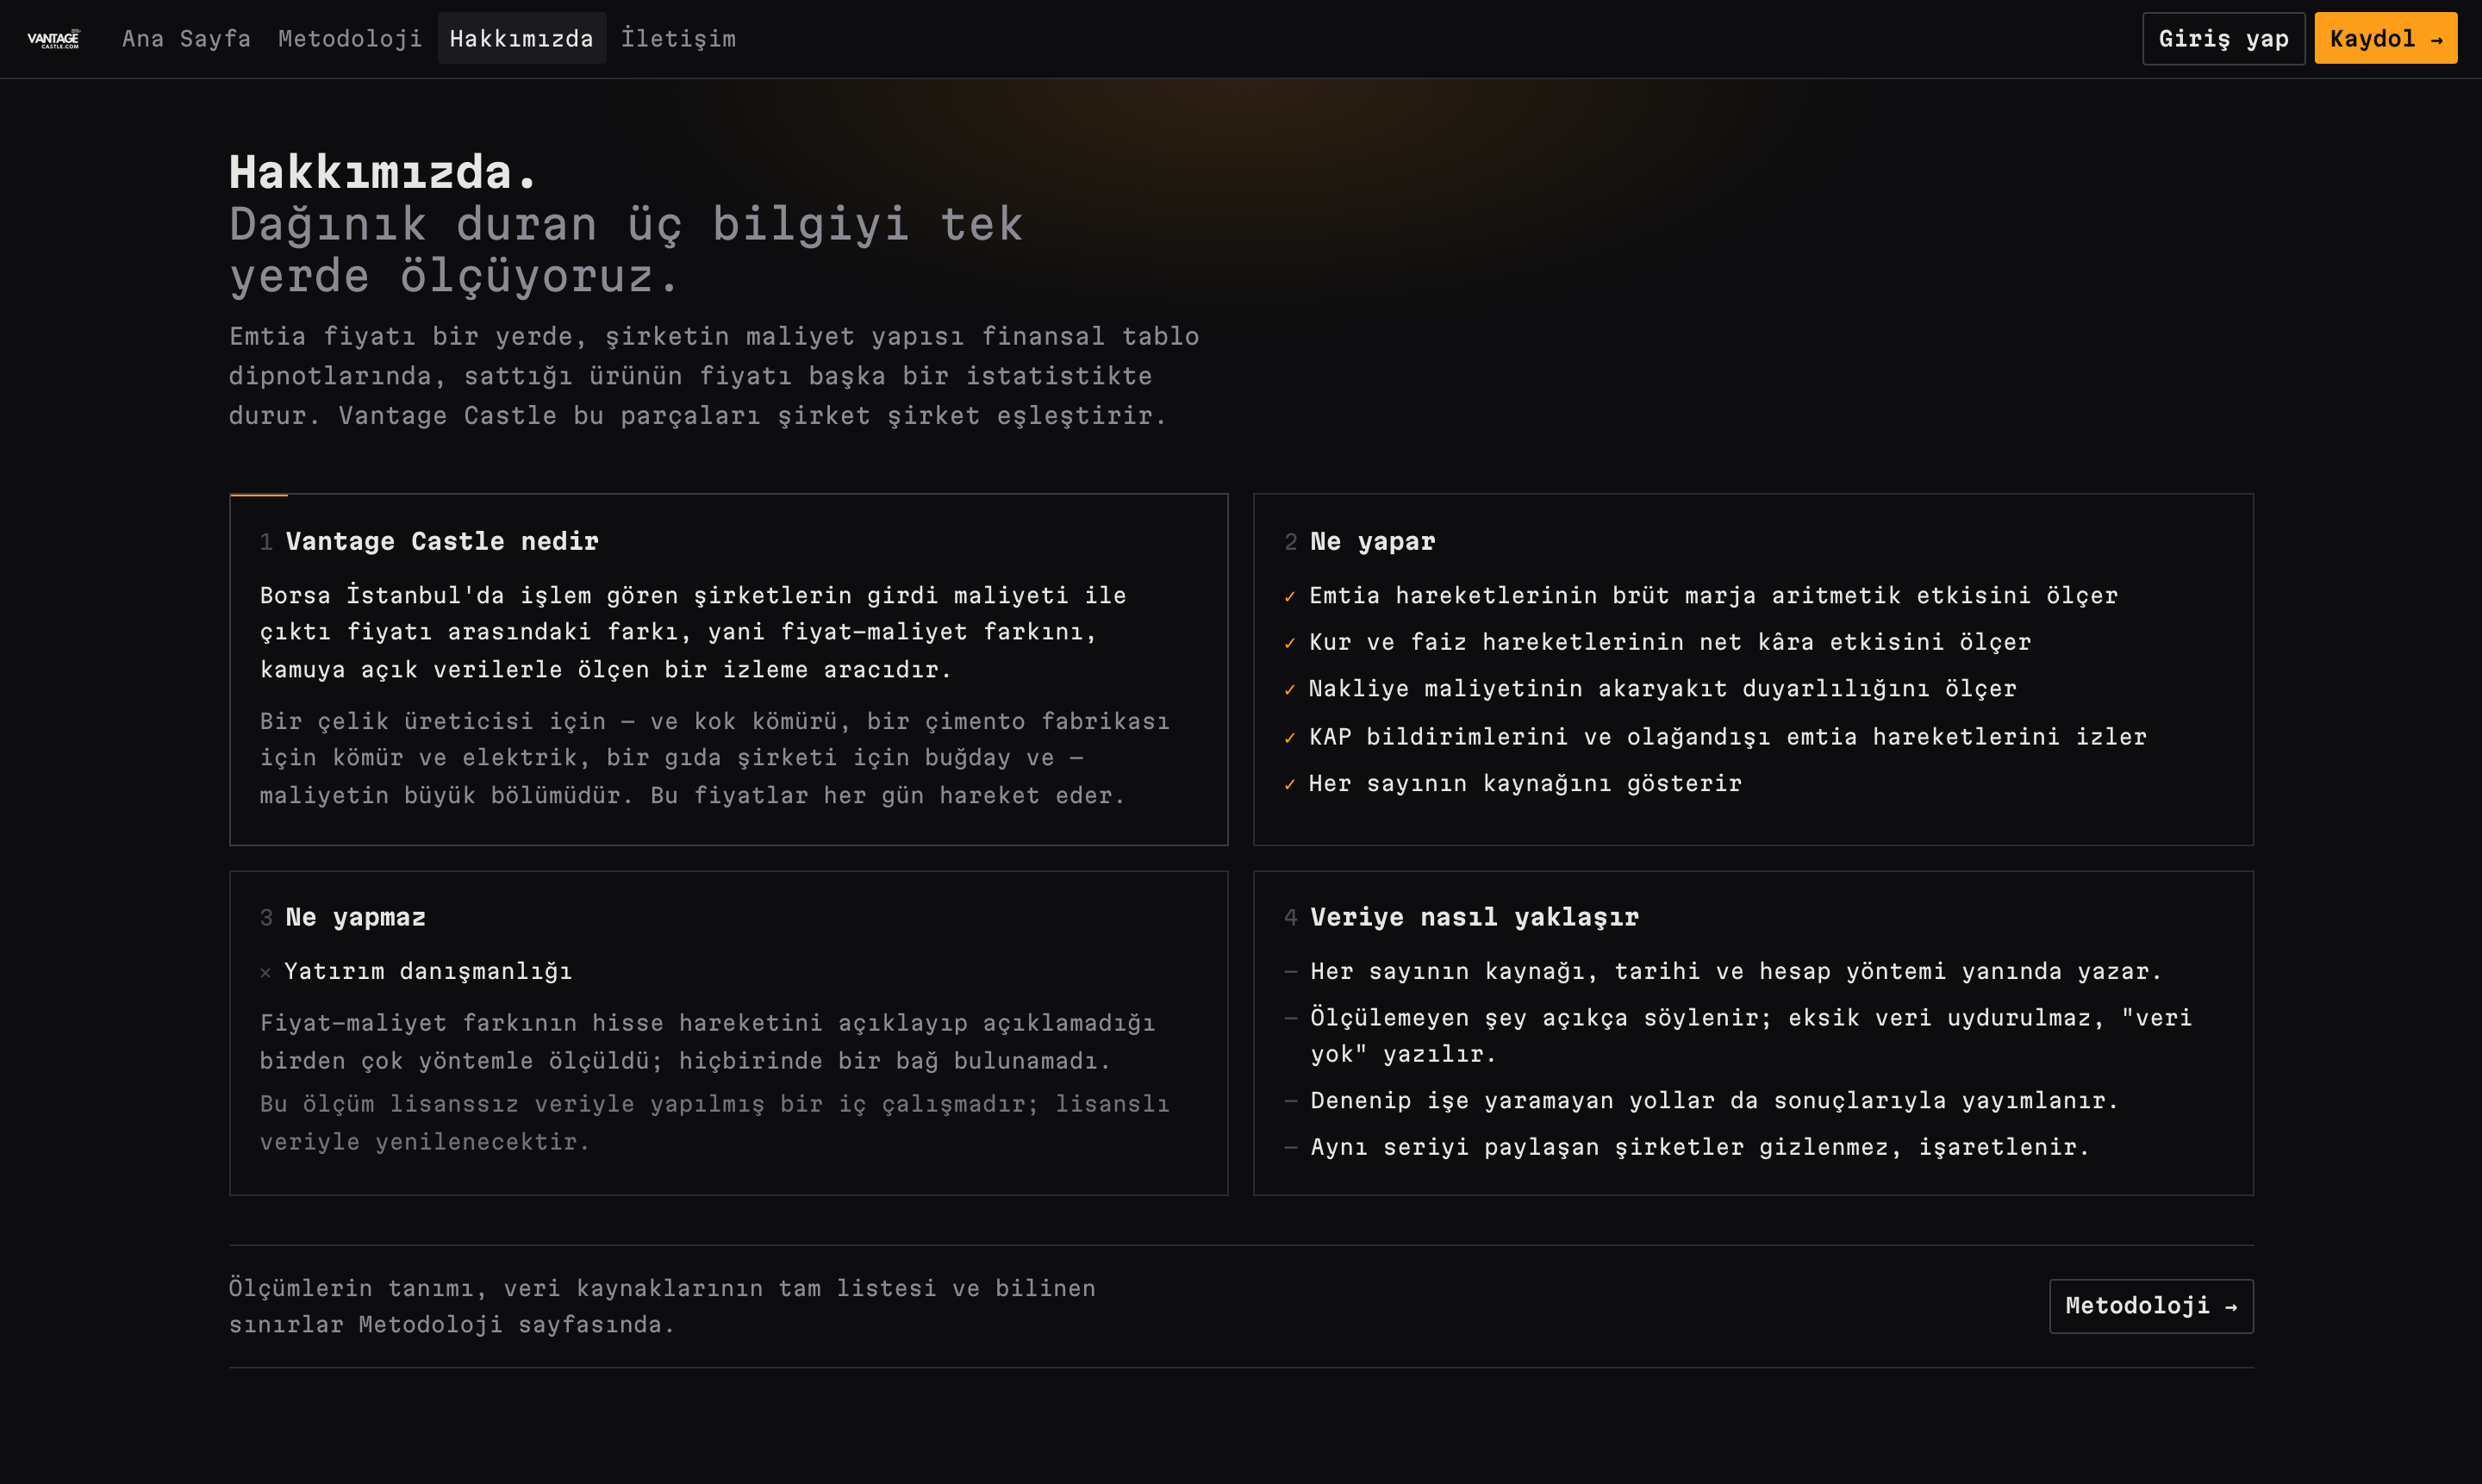 VANTAGE
CASTLE.COM
Ana Sayfa
Metodoloji
Hakkımızda
İletişim
Giriş yap
Kaydol →
Hakkımızda.
Dağınık duran üç bilgiyi tek
yerde ölçüyoruz.
Emtia fiyatı bir yerde, şirketin maliyet yapısı finansal tablo
dipnotlarında, sattığı ürünün fiyatı başka bir istatistikte
durur. Vantage Castle bu parçaları şirket şirket eşleştirir.
1 Vantage Castle nedir
Borsa İstanbul'da işlem gören şirketlerin girdi maliyeti ile
çıktı fiyatı arasındaki farkı, yani fiyat—maliyet farkını,
kamuya açık verilerle ölçen bir izleme aracıdır.
Bir çelik üreticisi için — ve kok kömürü, bir çimento fabrikası
için kömür ve elektrik, bir gıda şirketi için buğday ve —
maliyetin büyük bölümüdür. Bu fiyatlar her gün hareket eder.
2 Ne yapar
✓ Emtia hareketlerinin brüt marja aritmetik etkisini ölçer
✓ Kur ve faiz hareketlerinin net kâra etkisini ölçer
✓ Nakliye maliyetinin akaryakıt duyarlılığını ölçer
✓ KAP bildirimlerini ve olağandışı emtia hareketlerini izler
✓ Her sayının kaynağını gösterir
3 Ne yapmaz
× Yatırım danışmanlığı
Fiyat—maliyet farkının hisse hareketini açıklayıp açıklamadığı
birden çok yöntemle ölçüldü; hiçbirinde bir bağ bulunamadı.
Bu ölçüm lisanssız veriyle yapılmış bir iç çalışmadır; lisanslı
veriyle yenilenecektir.
4 Veriye nasıl yaklaşır
— Her sayının kaynağı, tarihi ve hesap yöntemi yanında yazar.
— Ölçülemeyen şey açıkça söylenir; eksik veri uydurulmaz, "veri
yok" yazılır.
— Denenip işe yaramayan yollar da sonuçlarıyla yayımlanır.
— Aynı seriyi paylaşan şirketler gizlenmez, işaretlenir.
Ölçümlerin tanımı, veri kaynaklarının tam listesi ve bilinen
sınırlar Metodoloji sayfasında.
Metodoloji →